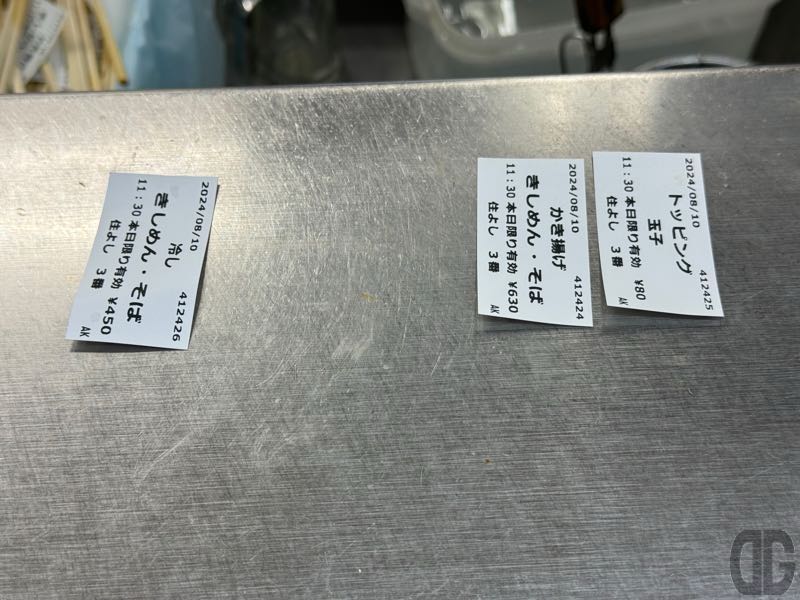 2024/08/10 412426
冷し
きしめん・そば
11:30 本日限り有効 ¥450
住よし 3番 AK
2024/08/10 412424
かき揚げ
きしめん・そば
11:30 本日限り有効 ¥630
住よし 3番 AK
2024/08/10 412425
トッピング
玉子
11:30 本日限り有効 ¥80
住よし 3番 AK
DG